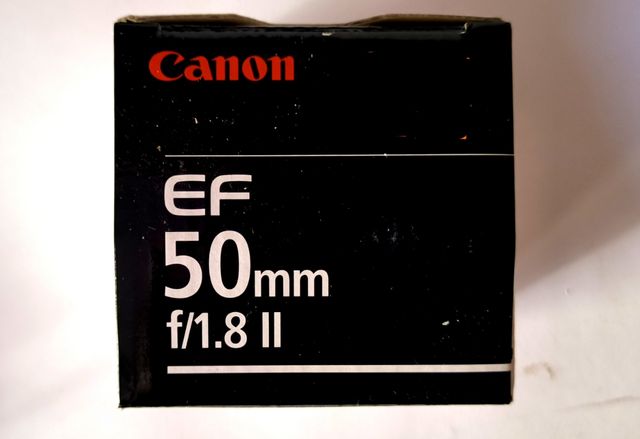 Canon
EF
50mm
f/1.8 II